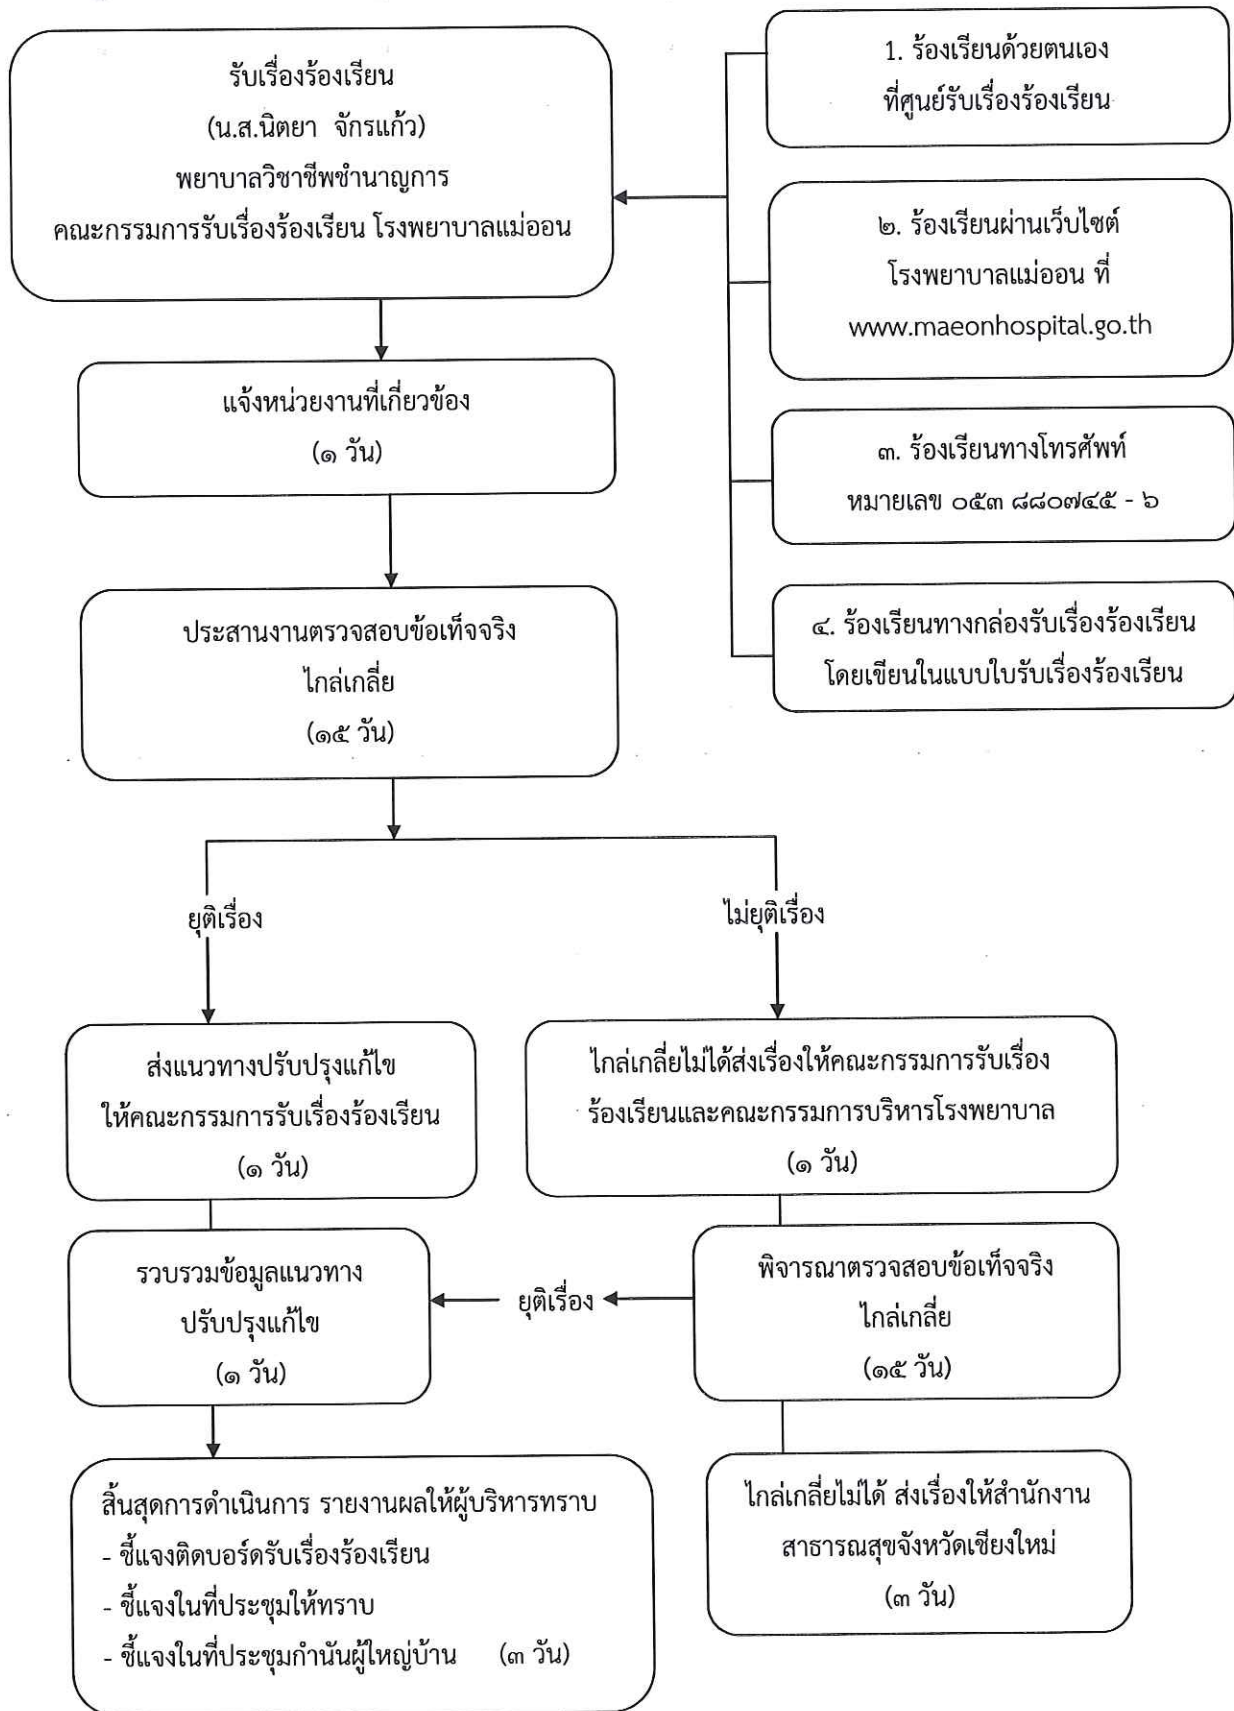 รับเรื่องร้องเรียน
(น.ส.นิตยา จักรแก้ว)
พยาบาลวิชาชีพชำนาญการ
คณะกรรมการรับเรื่องร้องเรียน โรงพยาบาลแม่ออน
1. ร้องเรียนด้วยตนเอง
ที่ศูนย์รับเรื่องร้องเรียน
๒. ร้องเรียนผ่านเว็บไซต์
โรงพยาบาลแม่ออน ที่
www.maeonhospital.go.th
๓. ร้องเรียนทางโทรศัพท์
หมายเลข ๐๕๓ ๘๘๐๗๔๕ - ๖
๔. ร้องเรียนทางกล่องรับเรื่องร้องเรียน
โดยเขียนในแบบใบรับเรื่องร้องเรียน
แจ้งหน่วยงานที่เกี่ยวข้อง
(๑ วัน)
ประสานงานตรวจสอบข้อเท็จจริง
ไกล่เกลี่ย
(๑๕ วัน)
ยุติเรื่อง
ไม่ยุติเรื่อง
ส่งแนวทางปรับปรุงแก้ไข
ให้คณะกรรมการรับเรื่องร้องเรียน
(๑ วัน)
ไกล่เกลี่ยไม่ได้ส่งเรื่องให้คณะกรรมการรับเรื่อง
ร้องเรียนและคณะกรรมการบริหารโรงพยาบาล
(๑ วัน)
รวบรวมข้อมูลแนวทาง
ปรับปรุงแก้ไข
(๑ วัน)
ยุติเรื่อง
พิจารณาตรวจสอบข้อเท็จจริง
ไกล่เกลี่ย
(๑๕ วัน)
สิ้นสุดการดำเนินการ รายงานผลให้ผู้บริหารทราบ
- ชี้แจงติดบอร์ดรับเรื่องร้องเรียน
- ชี้แจงในที่ประชุมให้ทราบ
- ชี้แจงในที่ประชุมกำนันผู้ใหญ่บ้าน (๓ วัน)
ไกล่เกลี่ยไม่ได้ ส่งเรื่องให้สำนักงาน
สาธารณสุขจังหวัดเชียงใหม่
(๓ วัน)